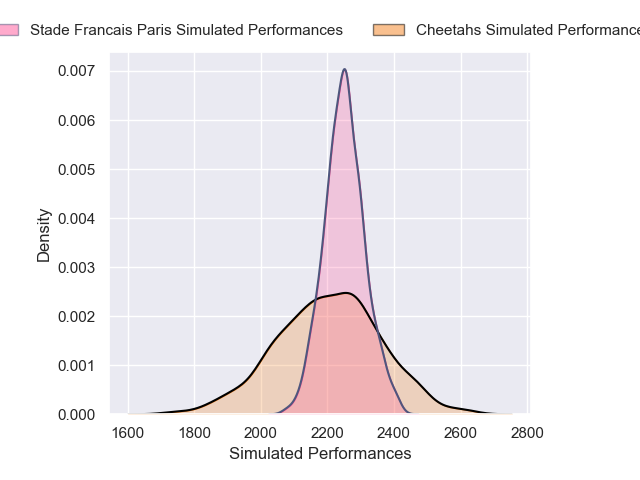 Stade Francais Paris Simulated Performances Cheetahs Simulated Performance
0.007
0.006
0.005
0.004
0.003
0.002
0.001
0.000
Density
1600 1800 2000 2200 2400 2600 2800
Simulated Performances